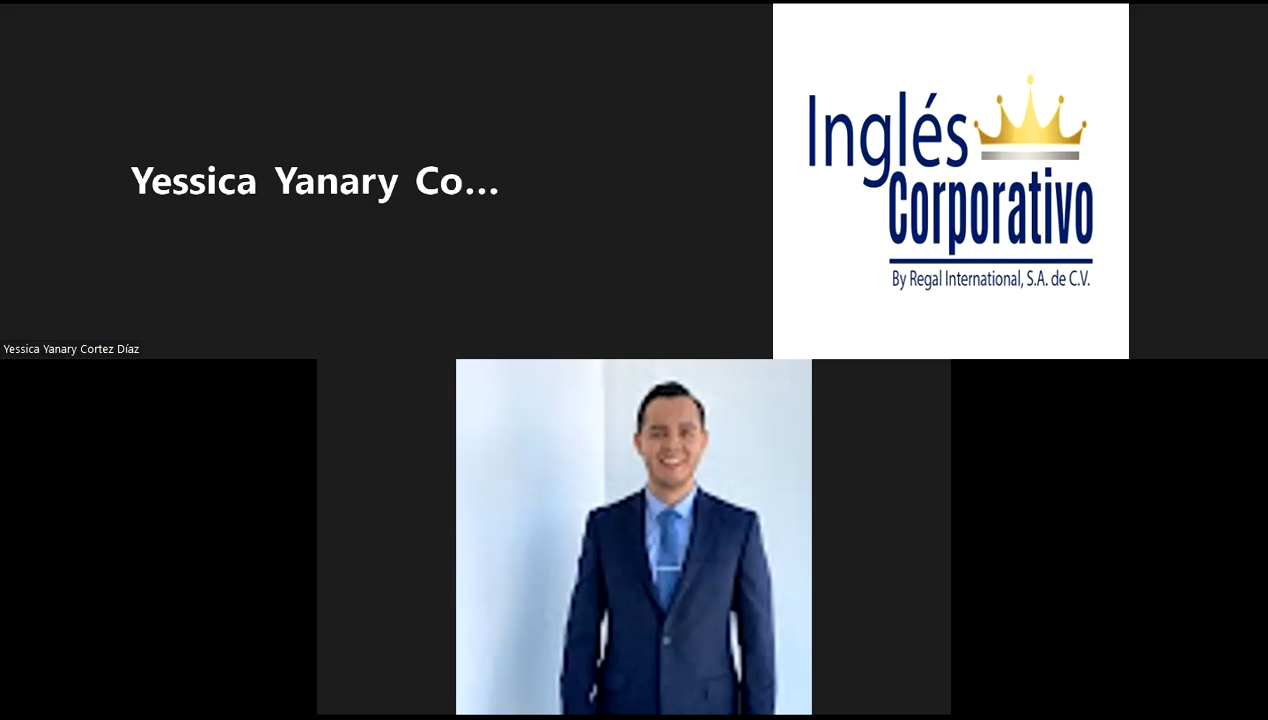 Yessica Yanary Co...
Inglés
Corporativo
By Regal International, S.A. de C.V.
Yessica Yanary Cortez Díaz